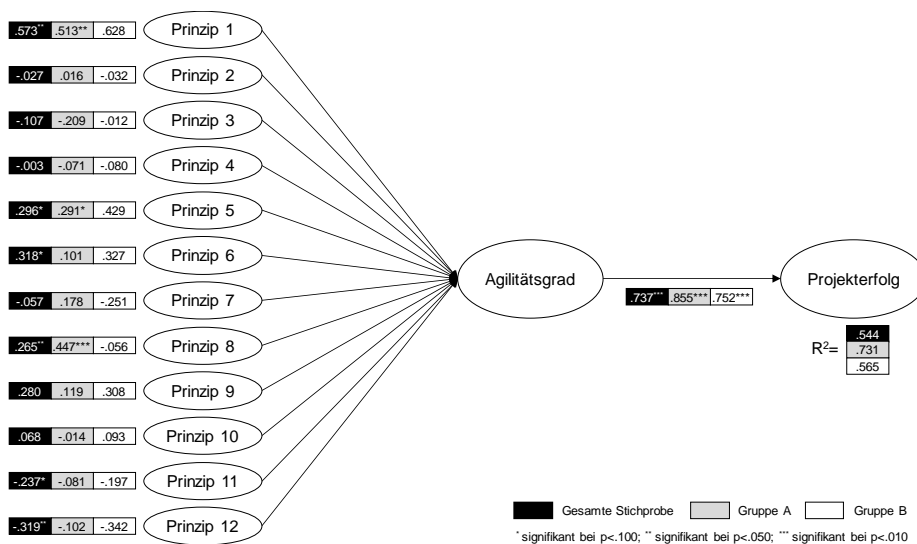 .573** .513** .628 Prinzip 1
-.027 .016 -.032 Prinzip 2
-.107 -.209 -.012 Prinzip 3
-.003 -.071 -.080 Prinzip 4
.296* .291* .429 Prinzip 5
.318* .101 .327 Prinzip 6
-.057 .178 -.251 Prinzip 7
.265** .447*** -.056 Prinzip 8
.280 .119 .308 Prinzip 9
.068 -.014 .093 Prinzip 10
-.237* -.081 -.197 Prinzip 11
-.319** -.102 -.342 Prinzip 12
Agilitätsgrad
.737*** .855*** .752***
Projekterfolg
R²=
.544
.731
.565
Gesamte Stichprobe Gruppe A Gruppe B
* signifikant bei p<.100; ** signifikant bei p<.050; *** signifikant bei p<.010